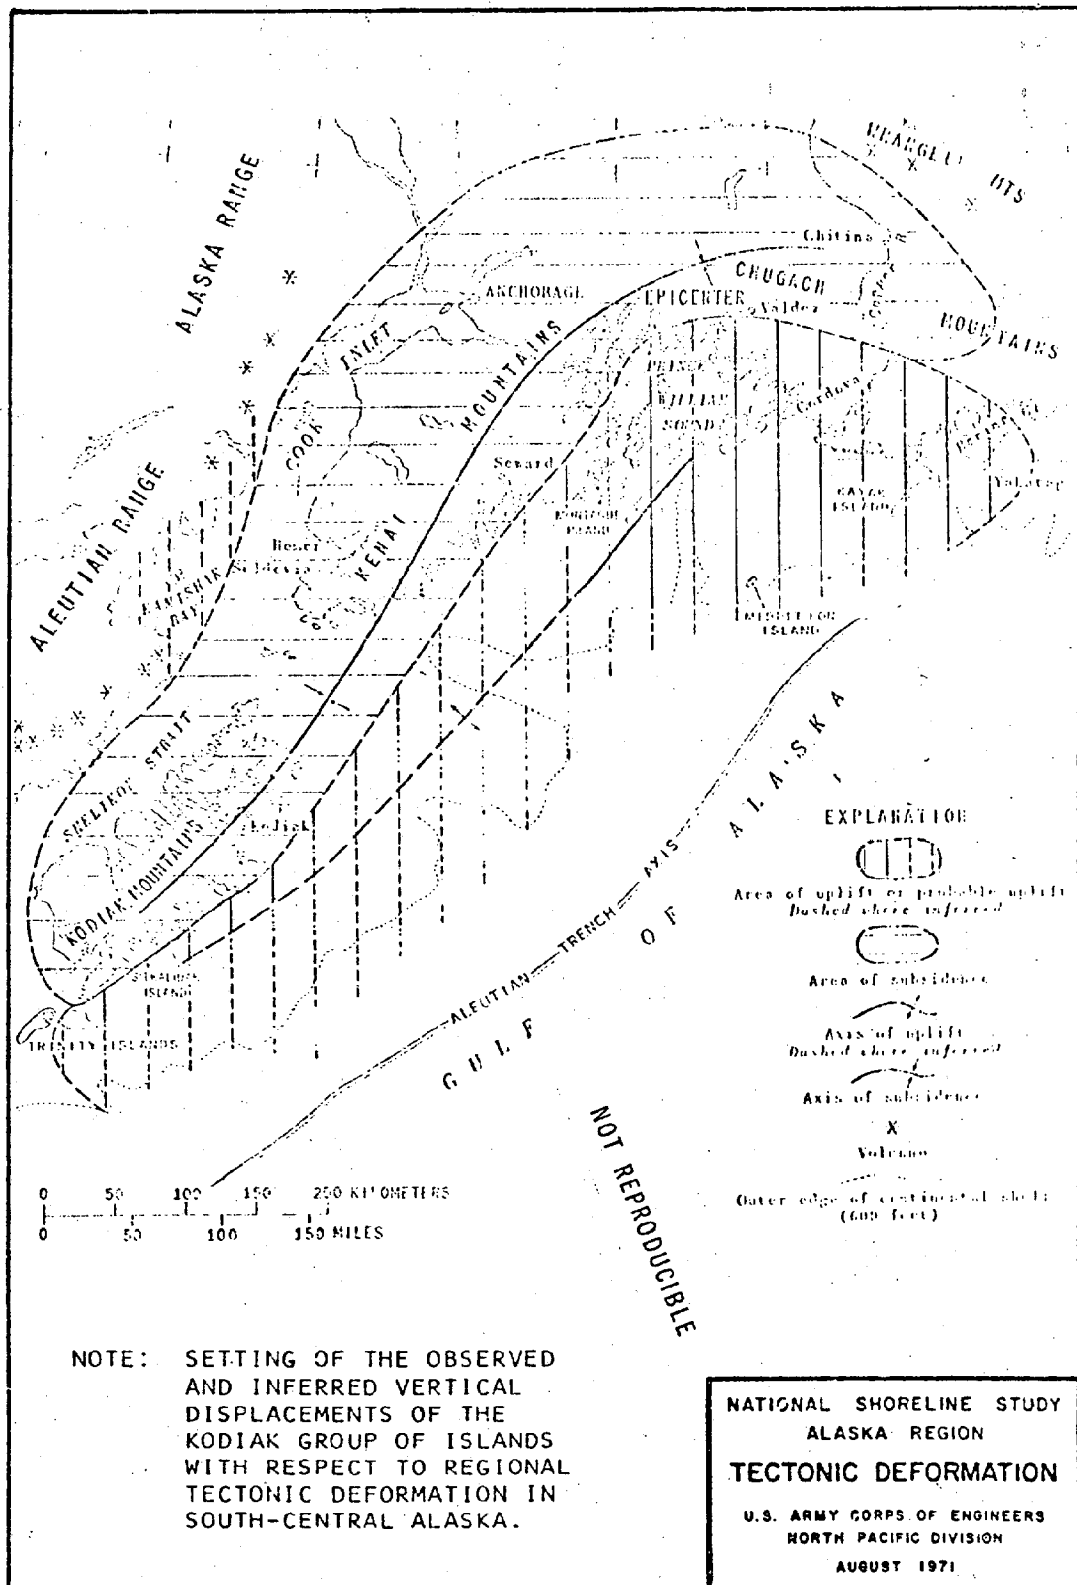 WRANGELL MTS
ALASKA RANGE
Chitina
CHUGACH
MOUNTAINS
ANCHORAGE
EPICENTER
Valdez
COOK INLET
KENAI MOUNTAINS
PRINCE
WILLIAM
SOUND
Cordova
Seward
KAYAK
ISLAND
MONTAGUE
ISLAND
Yakataga
ALEUTIAN RANGE
Homer
Seldovia
KAMISHAK
BAY
MIDDLETON
ISLAND
SHELIKOF STRAIT
KODIAK MOUNTAINS
Kodiak
SITKALIDAK
ISLAND
TRINITY ISLANDS
ALEUTIAN TRENCH AXIS
GULF OF ALASKA
EXPLANATION
Area of uplift or probable uplift
Dashed where inferred
Area of subsidence
Axis of uplift
Dashed where inferred
Axis of subsidence
X
Volcano
Outer edge of continental shelf
(600 feet)
0 50 100 150 200 KILOMETERS
0 50 100 150 MILES
NOT REPRODUCIBLE
NOTE: SETTING OF THE OBSERVED
AND INFERRED VERTICAL
DISPLACEMENTS OF THE
KODIAK GROUP OF ISLANDS
WITH RESPECT TO REGIONAL
TECTONIC DEFORMATION IN
SOUTH-CENTRAL ALASKA.
NATIONAL SHORELINE STUDY
ALASKA REGION
TECTONIC DEFORMATION
U.S. ARMY CORPS OF ENGINEERS
NORTH PACIFIC DIVISION
AUGUST 1971